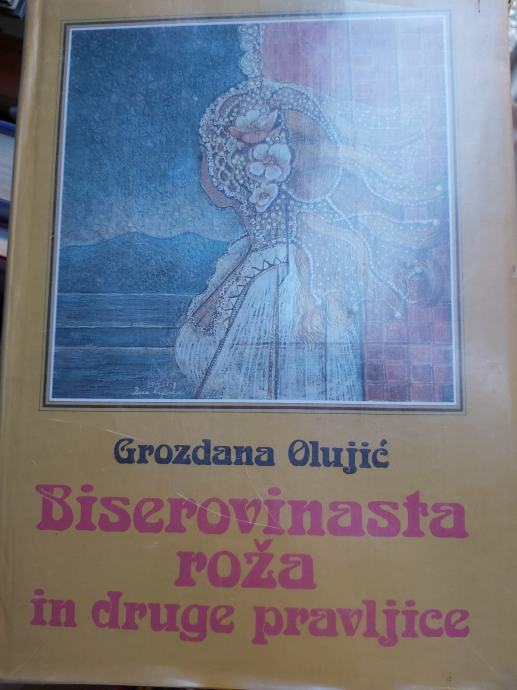 Grozdana Olujić
Biserovinasta
roža
in druge pravljice